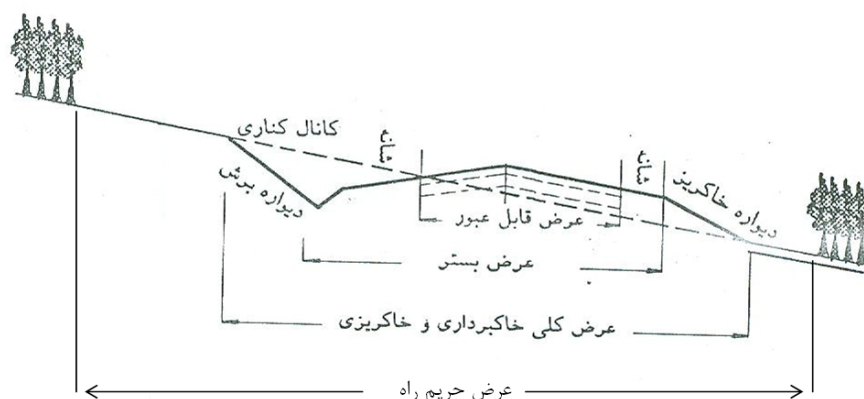 کانال کناری
شانه
شانه
دیواره خاکریز
دیواره برش
عرض قابل عبور
عرض بستر
عرض کلی خاکبرداری و خاکریزی
عرض حریم راه